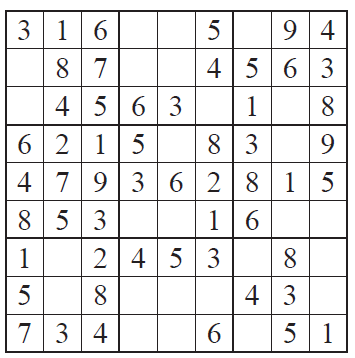 3 1 6 5 9 4
8 7 4 5 6 3
4 5 6 3 1 8
6 2 1 5 8 3 9
4 7 9 3 6 2 8 1 5
8 5 3 1 6
1 2 4 5 3 8
5 8 4 3
7 3 4 6 5 1